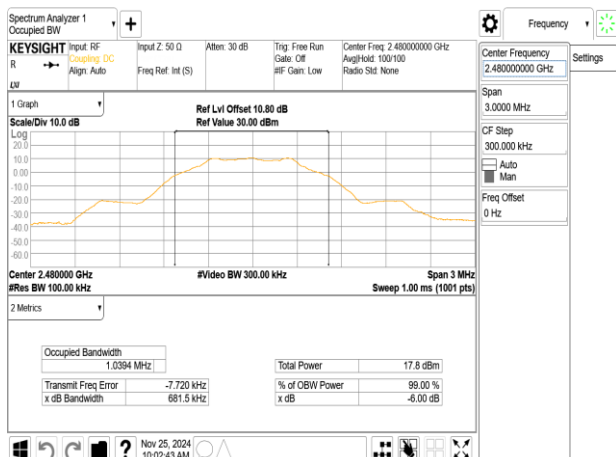 Spectrum Analyzer 1
Occupied BW
+
Frequency
KEYSIGHT Input: RF Input Z: 50 Ω Atten: 30 dB Trig: Free Run Center Freq: 2.480000000 GHz
R Coupling: DC Gate: Off Avg|Hold: 100/100
Align: Auto Freq Ref: Int (S) #IF Gain: Low Radio Std: None
LXI
Center Frequency
2.480000000 GHz
Settings
Span
3.0000 MHz
CF Step
300.000 kHz
Auto
Man
Freq Offset
0 Hz
1 Graph
Ref Lvl Offset 10.80 dB
Scale/Div 10.0 dB Ref Value 30.00 dBm
Log
20.0
10.0
0.00
-10.0
-20.0
-30.0
-40.0
-50.0
-60.0
Center 2.480000 GHz #Video BW 300.00 kHz Span 3 MHz
#Res BW 100.00 kHz Sweep 1.00 ms (1001 pts)
2 Metrics
Occupied Bandwidth
1.0394 MHz Total Power 17.8 dBm
Transmit Freq Error -7.720 kHz % of OBW Power 99.00 %
x dB Bandwidth 681.5 kHz x dB -6.00 dB
? Nov 25, 2024
10:02:43 AM